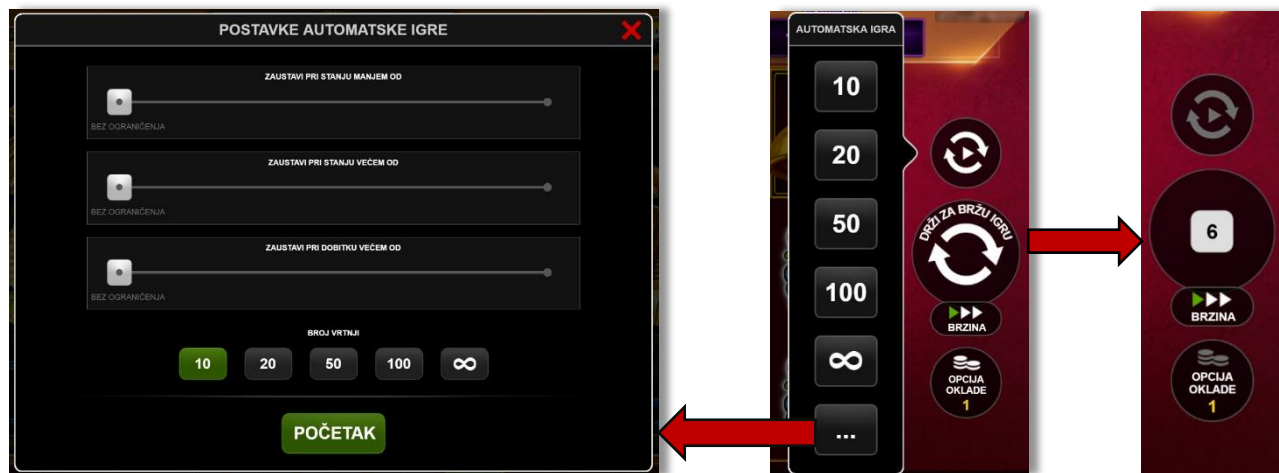 POSTAVKE AUTOMATSKE IGRE
ZAUSTAVI PRI STANJU MANJEM OD
BEZ OGRANIČENJA
ZAUSTAVI PRI STANJU VEĆEM OD
BEZ OGRANIČENJA
ZAUSTAVI PRI DOBITKU VEĆEM OD
BEZ OGRANIČENJA
BROJ VRTNJI
10 20 50 100 ∞
POČETAK
AUTOMATSKA IGRA
10
20
50
100
∞
...
DRŽI ZA BRŽU IGRU
BRZINA
OPCIJA
OKLADE
1
6
BRZINA
OPCIJA
OKLADE
1